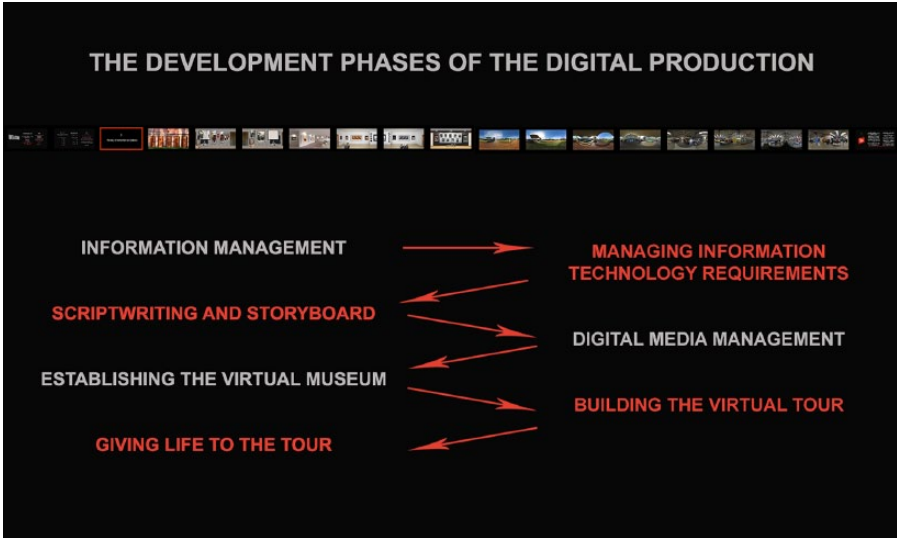 THE DEVELOPMENT PHASES OF THE DIGITAL PRODUCTION
INFORMATION MANAGEMENT
MANAGING INFORMATION
TECHNOLOGY REQUIREMENTS
SCRIPTWRITING AND STORYBOARD
DIGITAL MEDIA MANAGEMENT
ESTABLISHING THE VIRTUAL MUSEUM
BUILDING THE VIRTUAL TOUR
GIVING LIFE TO THE TOUR